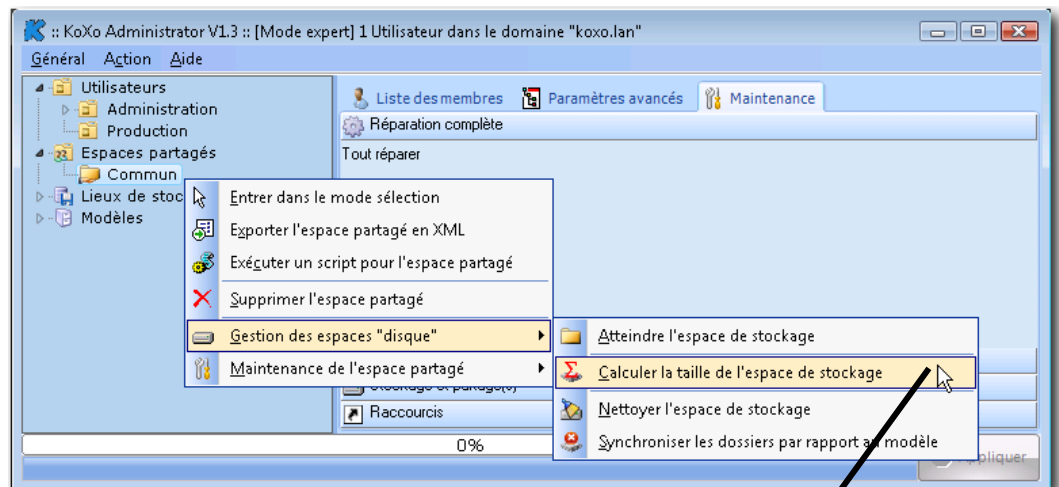 :: KoXo Administrator V1.3 :: [Mode expert] 1 Utilisateur dans le domaine "koxo.lan"
Général Action Aide
Utilisateurs
Administration
Production
Espaces partagés
Commun
Lieux de stoc
Modèles
Liste des membres Paramètres avancés Maintenance
Réparation complète
Tout réparer
Entrer dans le mode sélection
Exporter l'espace partagé en XML
Exécuter un script pour l'espace partagé
Supprimer l'espace partagé
Gestion des espaces "disque"
Maintenance de l'espace partagé
Atteindre l'espace de stockage
Calculer la taille de l'espace de stockage
Nettoyer l'espace de stockage
Synchroniser les dossiers par rapport au modèle
Raccourcis
0%